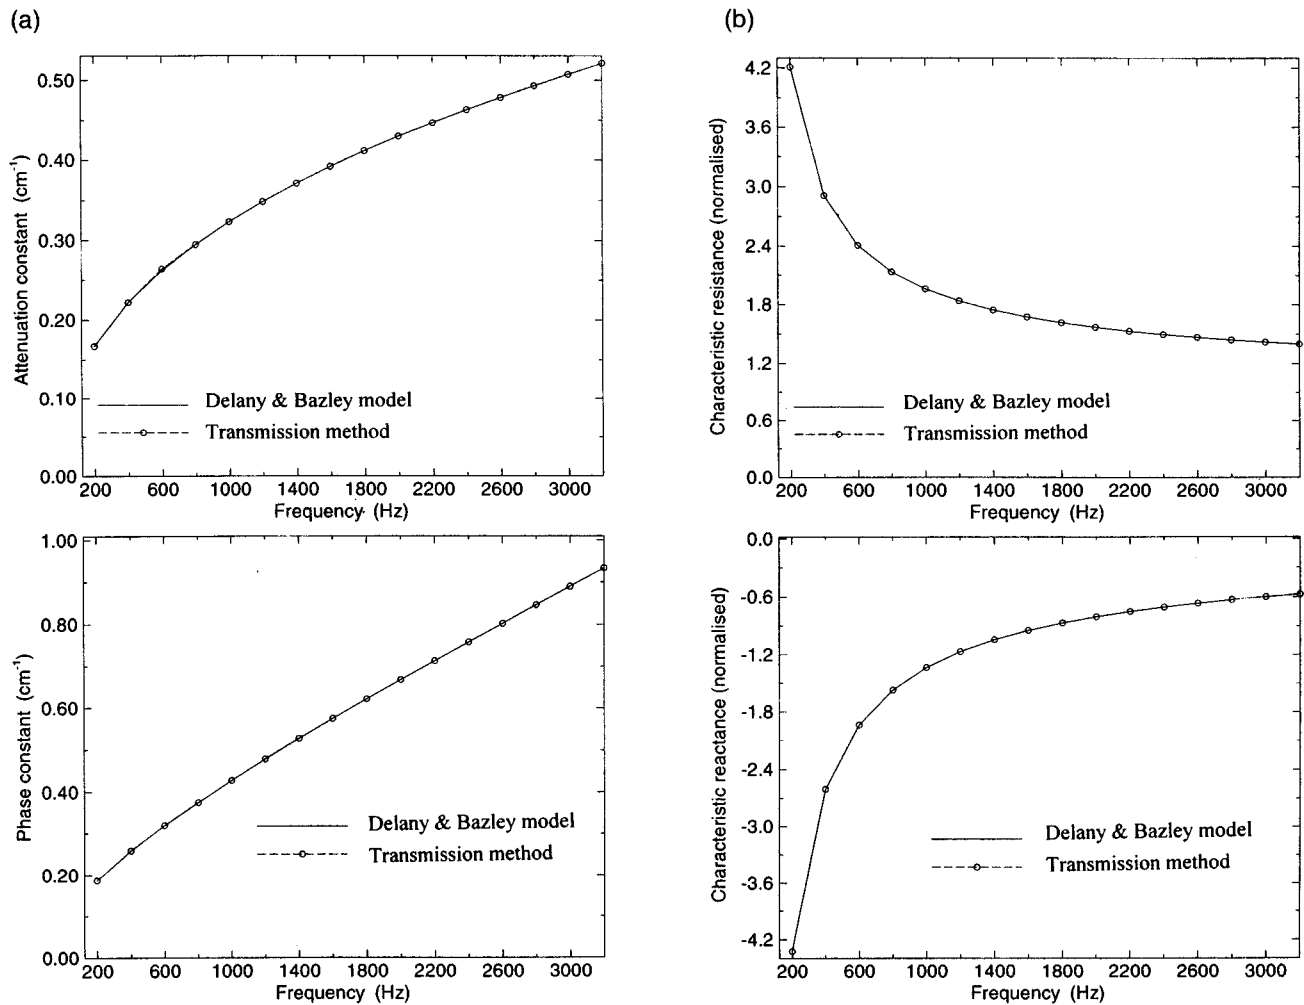 (a)
0.50
0.40
0.30
0.20
0.10
0.00
Attenuation constant (cm-1)
Delany & Bazley model
Transmission method
200 600 1000 1400 1800 2200 2600 3000
Frequency (Hz)
1.00
0.80
0.60
0.40
0.20
0.00
Phase constant (cm-1)
Delany & Bazley model
Transmission method
200 600 1000 1400 1800 2200 2600 3000
Frequency (Hz)
(b)
4.2
3.6
3.0
2.4
1.8
1.2
0.6
0.0
Characteristic resistance (normalised)
Delany & Bazley model
Transmission method
200 600 1000 1400 1800 2200 2600 3000
Frequency (Hz)
0.0
-0.6
-1.2
-1.8
-2.4
-3.0
-3.6
-4.2
Characteristic reactance (normalised)
Delany & Bazley model
Transmission method
200 600 1000 1400 1800 2200 2600 3000
Frequency (Hz)